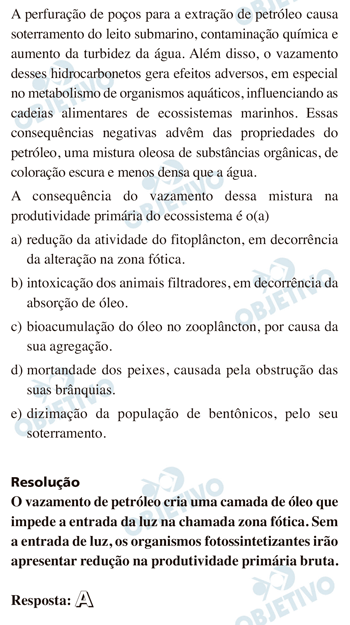 A perfuração de poços para a extração de petróleo causa
soterramento do leito submarino, contaminação química e
aumento da turbidez da água. Além disso, o vazamento
desses hidrocarbonetos gera efeitos adversos, em especial
no metabolismo de organismos aquáticos, influenciando as
cadeias alimentares de ecossistemas marinhos. Essas
consequências negativas advêm das propriedades do
petróleo, uma mistura oleosa de substâncias orgânicas, de
coloração escura e menos densa que a água.
A consequência do vazamento dessa mistura na
produtividade primária do ecossistema é o(a)
a) redução da atividade do fitoplâncton, em decorrência
da alteração na zona fótica.
b) intoxicação dos animais filtradores, em decorrência da
absorção de óleo.
c) bioacumulação do óleo no zooplâncton, por causa da
sua agregação.
d) mortandade dos peixes, causada pela obstrução das
suas brânquias.
e) dizimação da população de bentônicos, pelo seu
soterramento.
Resolução
O vazamento de petróleo cria uma camada de óleo que
impede a entrada da luz na chamada zona fótica. Sem
a entrada de luz, os organismos fotossintetizantes irão
apresentar redução na produtividade primária bruta.
Resposta: A
OBJETIVO
OBJETIVO
OBJETIVO
OBJETIVO
OBJETIVO
OBJETIVO
OBJETIVO